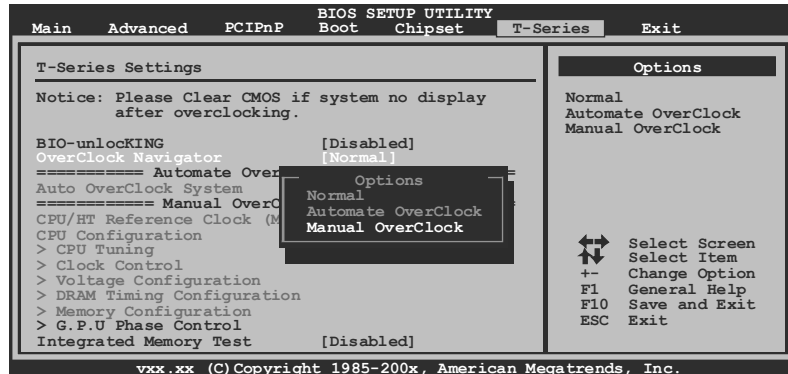 BIOS SETUP UTILITY
Main Advanced PCIPnP Boot Chipset T-Series Exit
T-Series Settings
Notice: Please Clear CMOS if system no display
after overclocking.
BIO-unlocKING [Disabled]
OverClock Navigator [Normal]
=========== Automate Over =
Auto OverClock System
============ Manual OverC =
CPU/HT Reference Clock (M
CPU Configuration
> CPU Tuning
> Clock Control
> Voltage Configuration
> DRAM Timing Configuration
> Memory Configuration
> G.P.U Phase Control
Integrated Memory Test [Disabled]
Options
Normal
Automate OverClock
Manual OverClock
Options
Normal
Automate OverClock
Manual OverClock
Select Screen
Select Item
+- Change Option
F1 General Help
F10 Save and Exit
ESC Exit
vxx.xx (C)Copyright 1985-200x, American Megatrends, Inc.